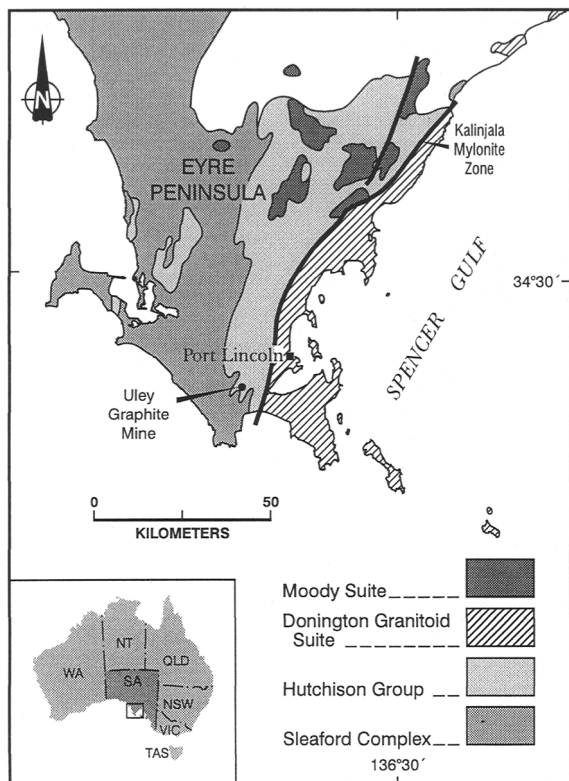 N
EYRE
PENINSULA
Kalinjala
Mylonite
Zone
34°30´
SPENCER GULF
Port Lincoln
Uley
Graphite
Mine
0 50
KILOMETERS
Moody Suite
Donington Granitoid
Suite
Hutchison Group
Sleaford Complex
WA
NT
QLD
SA
NSW
VIC
TAS
136°30´